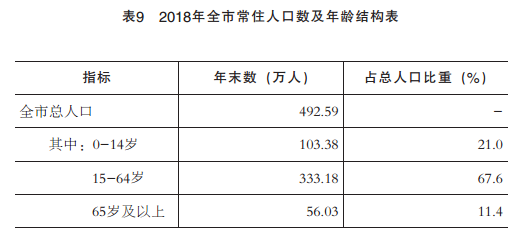 表9 2018年全市常住人口数及年龄结构表
指标 年末数（万人） 占总人口比重（%）
全市总人口 492.59 –
其中：0-14岁 103.38 21.0
15-64岁 333.18 67.6
65岁及以上 56.03 11.4